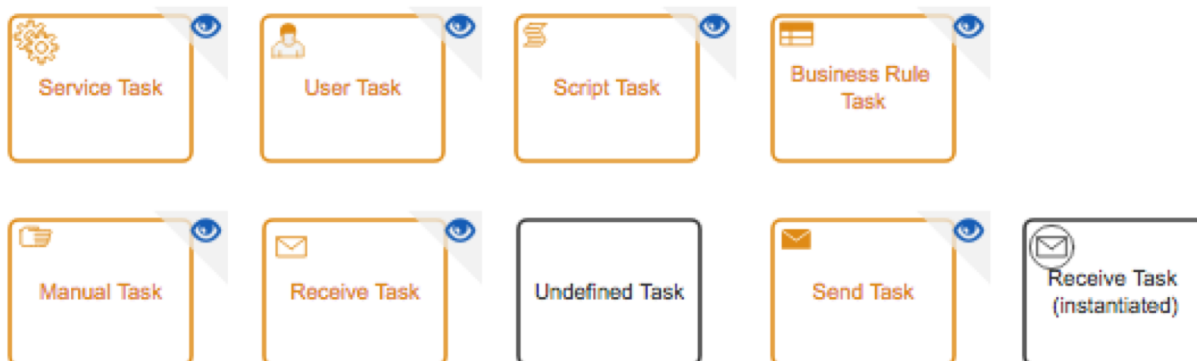 Service Task
User Task
Script Task
Business Rule
Task
Manual Task
Receive Task
Undefined Task
Send Task
Receive Task
(instantiated)